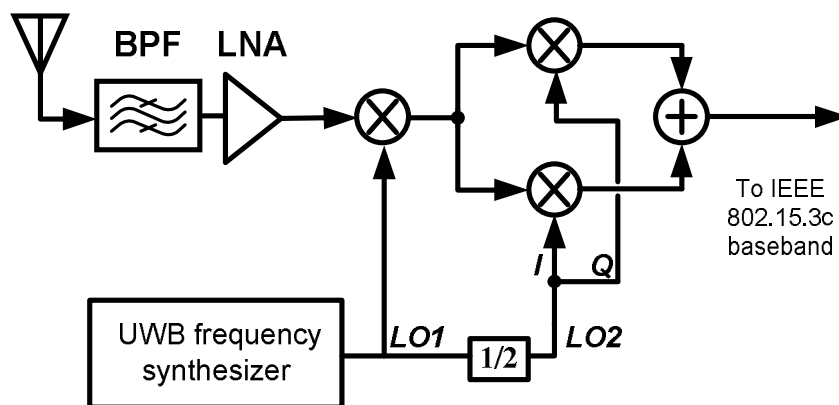 BPF LNA
To IEEE
802.15.3c
baseband
I Q
UWB frequency
synthesizer
LO1
1/2
LO2